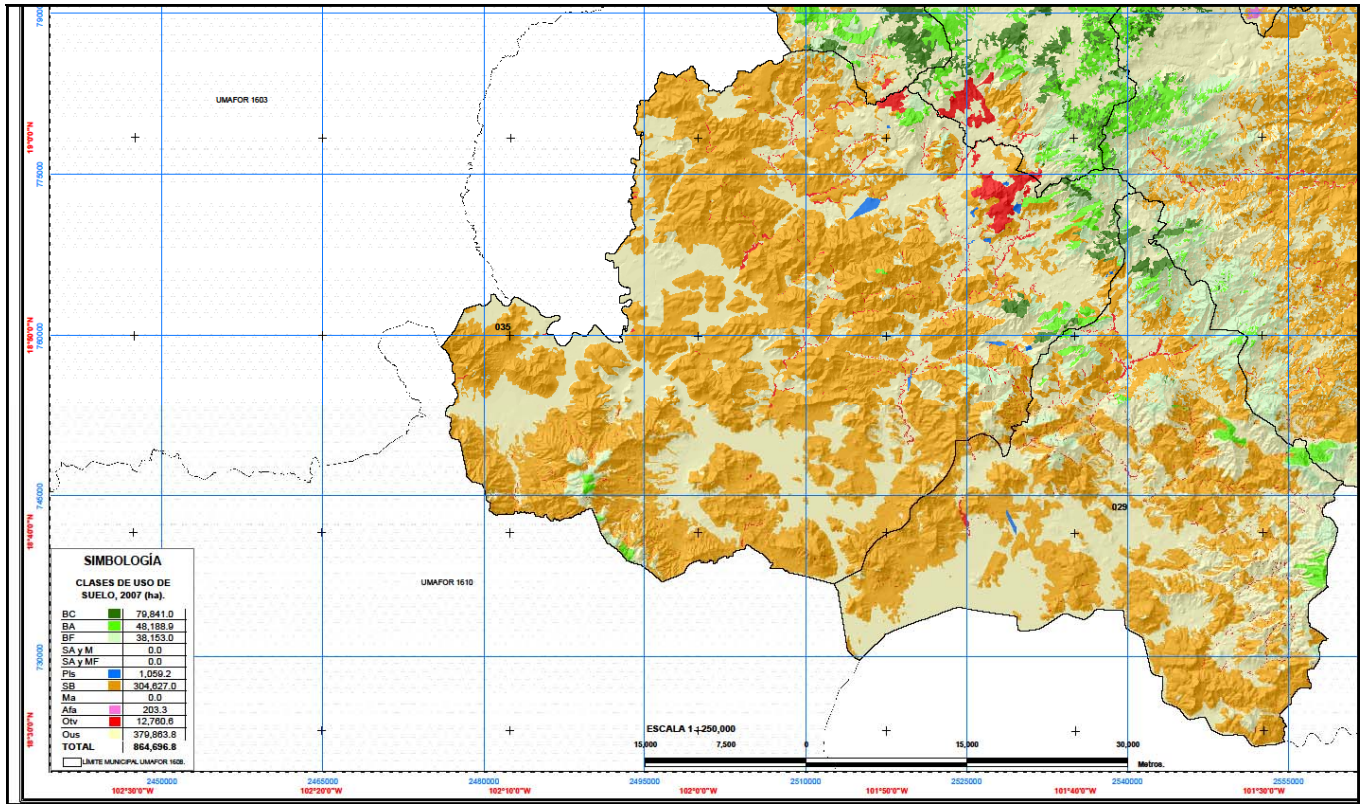 79000
UMAFOR 1603
19°0'0"N
775000
18°50'0"N
760000
035
745000
029
18°40'0"N
UMAFOR 1610
730000
18°30'0"N
SIMBOLOGÍA
CLASES DE USO DE
SUELO, 2007 (ha).
BC 79,841.0
BA 48,188.9
BF 38,153.0
SA y M 0.0
SA y MF 0.0
Pls 1,059.2
SB 304,627.0
Ma 0.0
Afa 203.3
Otv 12,760.6
Ous 379,863.8
TOTAL 864,696.8
LÍMITE MUNICIPAL UMAFOR 1608.
ESCALA 1:250,000
15,000 7,500 0 15,000 30,000
Metros.
2450000 2465000 2480000 2495000 2510000 2525000 2540000 2555000
102°30'0"W 102°20'0"W 102°10'0"W 102°0'0"W 101°50'0"W 101°40'0"W 101°30'0"W